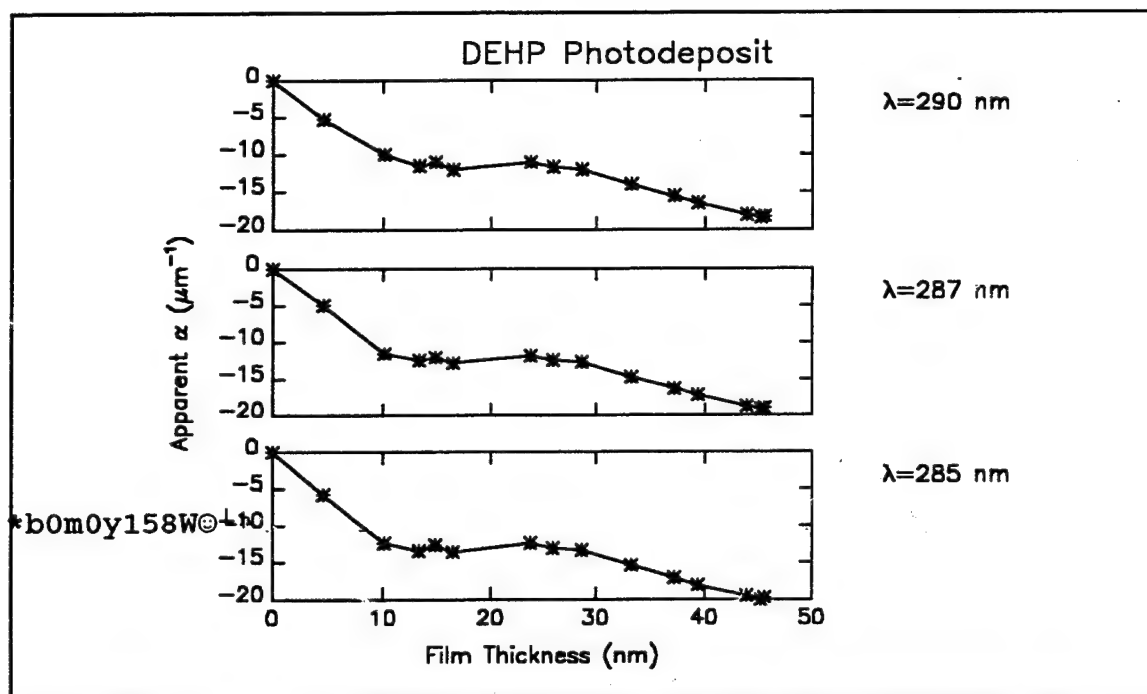 DEHP Photodeposit
0
−5
−10
−15
−20
λ=290 nm
0
−5
−10
−15
−20
λ=287 nm
Apparent α (μm⁻¹)
0
−5
−10
−15
−20
λ=285 nm
*b0m0y158W☺
0 10 20 30 40 50
Film Thickness (nm)